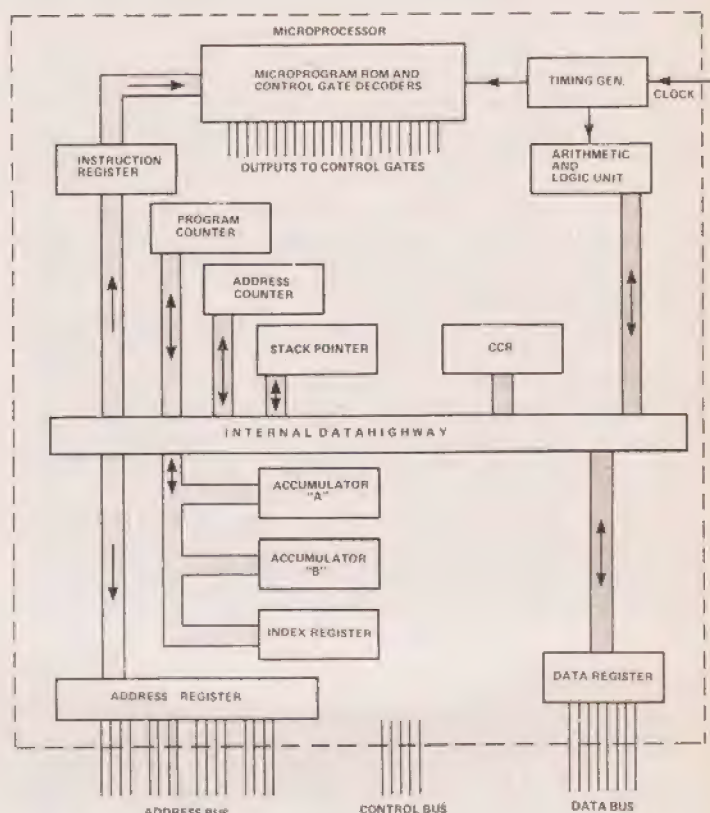 MICROPROCESSOR
MICROPROGRAM ROM AND
CONTROL GATE DECODERS
TIMING GEN.
CLOCK
OUTPUTS TO CONTROL GATES
INSTRUCTION
REGISTER
ARITHMETIC
AND
LOGIC UNIT
PROGRAM
COUNTER
ADDRESS
COUNTER
STACK POINTER
CCR
INTERNAL DATAHIGHWAY
ACCUMULATOR
"A"
ACCUMULATOR
"B"
INDEX REGISTER
ADDRESS REGISTER
DATA REGISTER
ADDRESS BUS
CONTROL BUS
DATA BUS